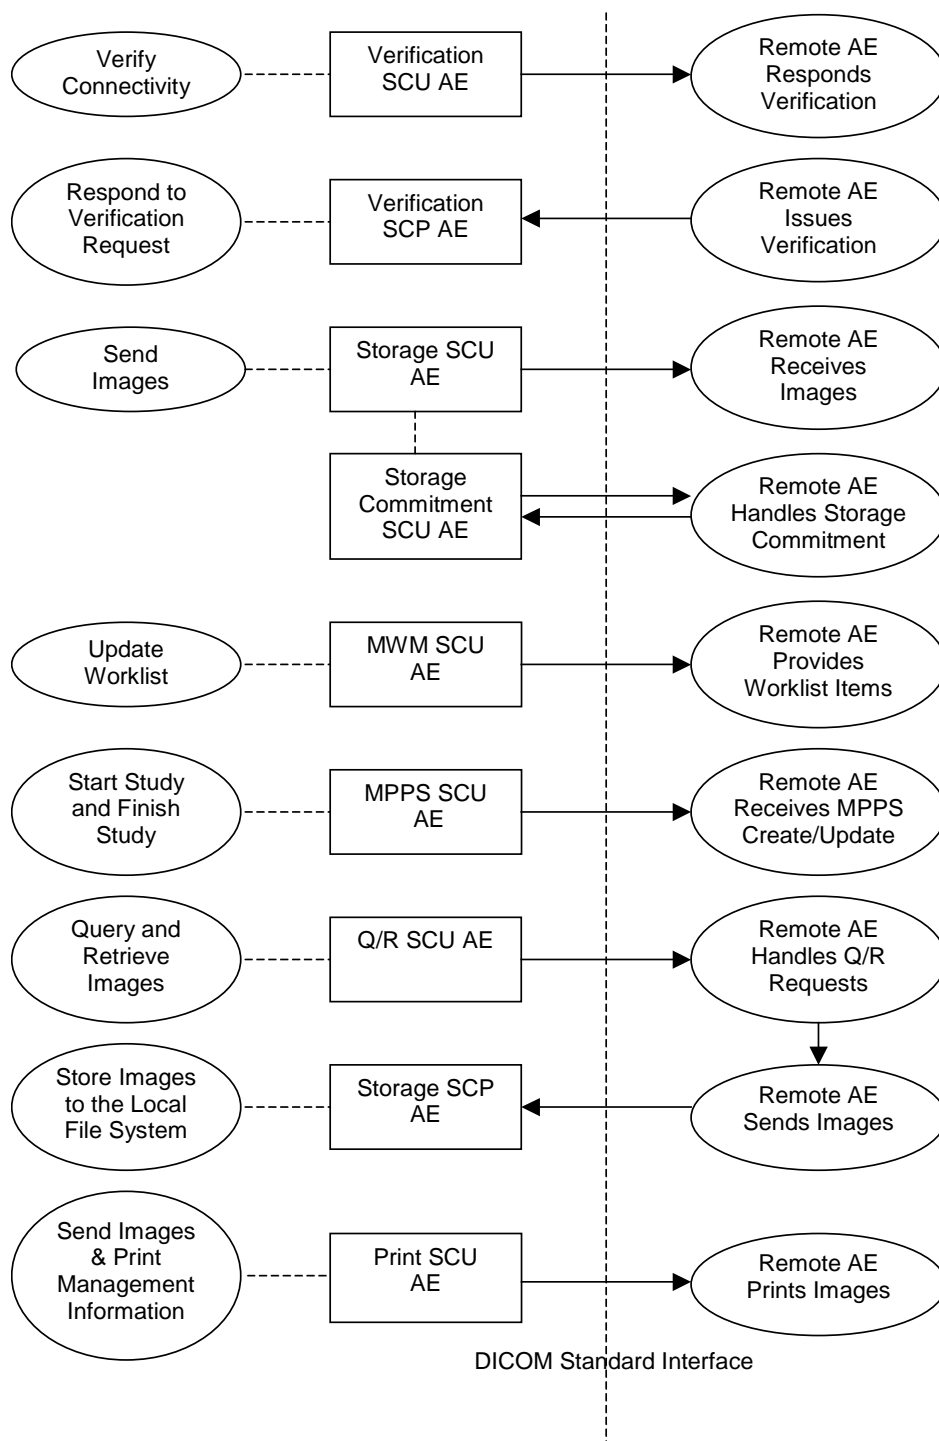 Verify
Connectivity
Verification
SCU AE
Remote AE
Responds
Verification
Respond to
Verification
Request
Verification
SCP AE
Remote AE
Issues
Verification
Send
Images
Storage SCU
AE
Remote AE
Receives
Images
Storage
Commitment
SCU AE
Remote AE
Handles Storage
Commitment
Update
Worklist
MWM SCU
AE
Remote AE
Provides
Worklist Items
Start Study
and Finish
Study
MPPS SCU
AE
Remote AE
Receives MPPS
Create/Update
Query and
Retrieve
Images
Q/R SCU AE
Remote AE
Handles Q/R
Requests
Store Images
to the Local
File System
Storage SCP
AE
Remote AE
Sends Images
Send Images
& Print
Management
Information
Print SCU
AE
Remote AE
Prints Images
DICOM Standard Interface